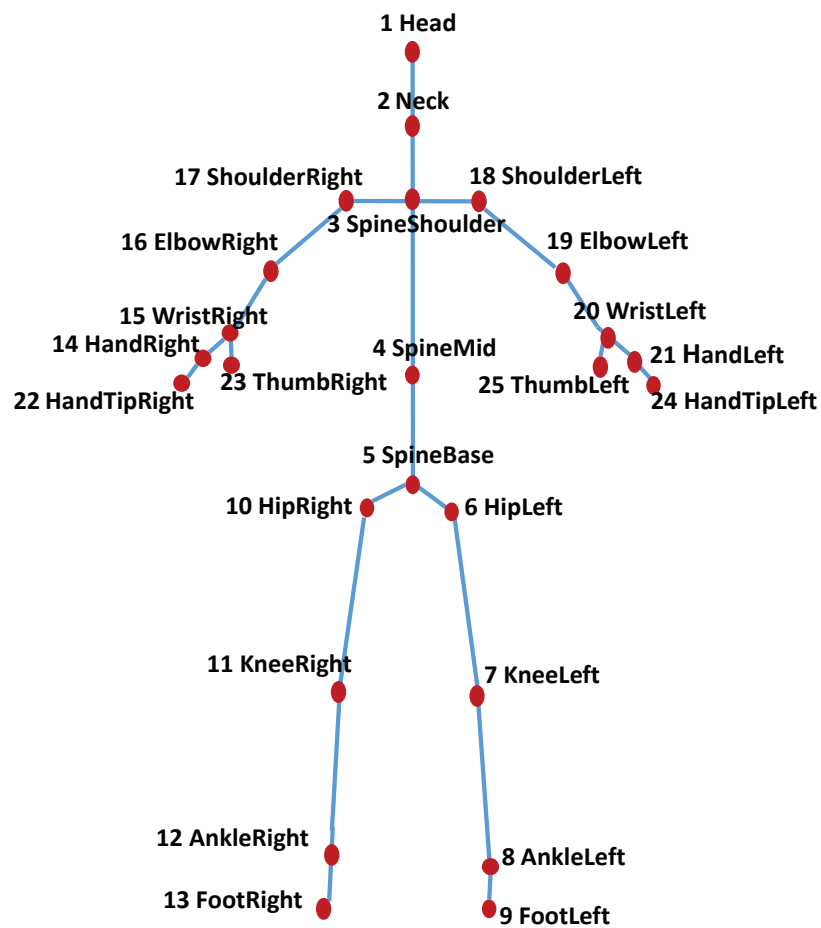 1 Head
2 Neck
17 ShoulderRight
18 ShoulderLeft
3 SpineShoulder
16 ElbowRight
19 ElbowLeft
15 WristRight
20 WristLeft
14 HandRight
4 SpineMid
21 HandLeft
23 ThumbRight
25 ThumbLeft
22 HandTipRight
24 HandTipLeft
5 SpineBase
10 HipRight
6 HipLeft
11 KneeRight
7 KneeLeft
12 AnkleRight
8 AnkleLeft
13 FootRight
9 FootLeft